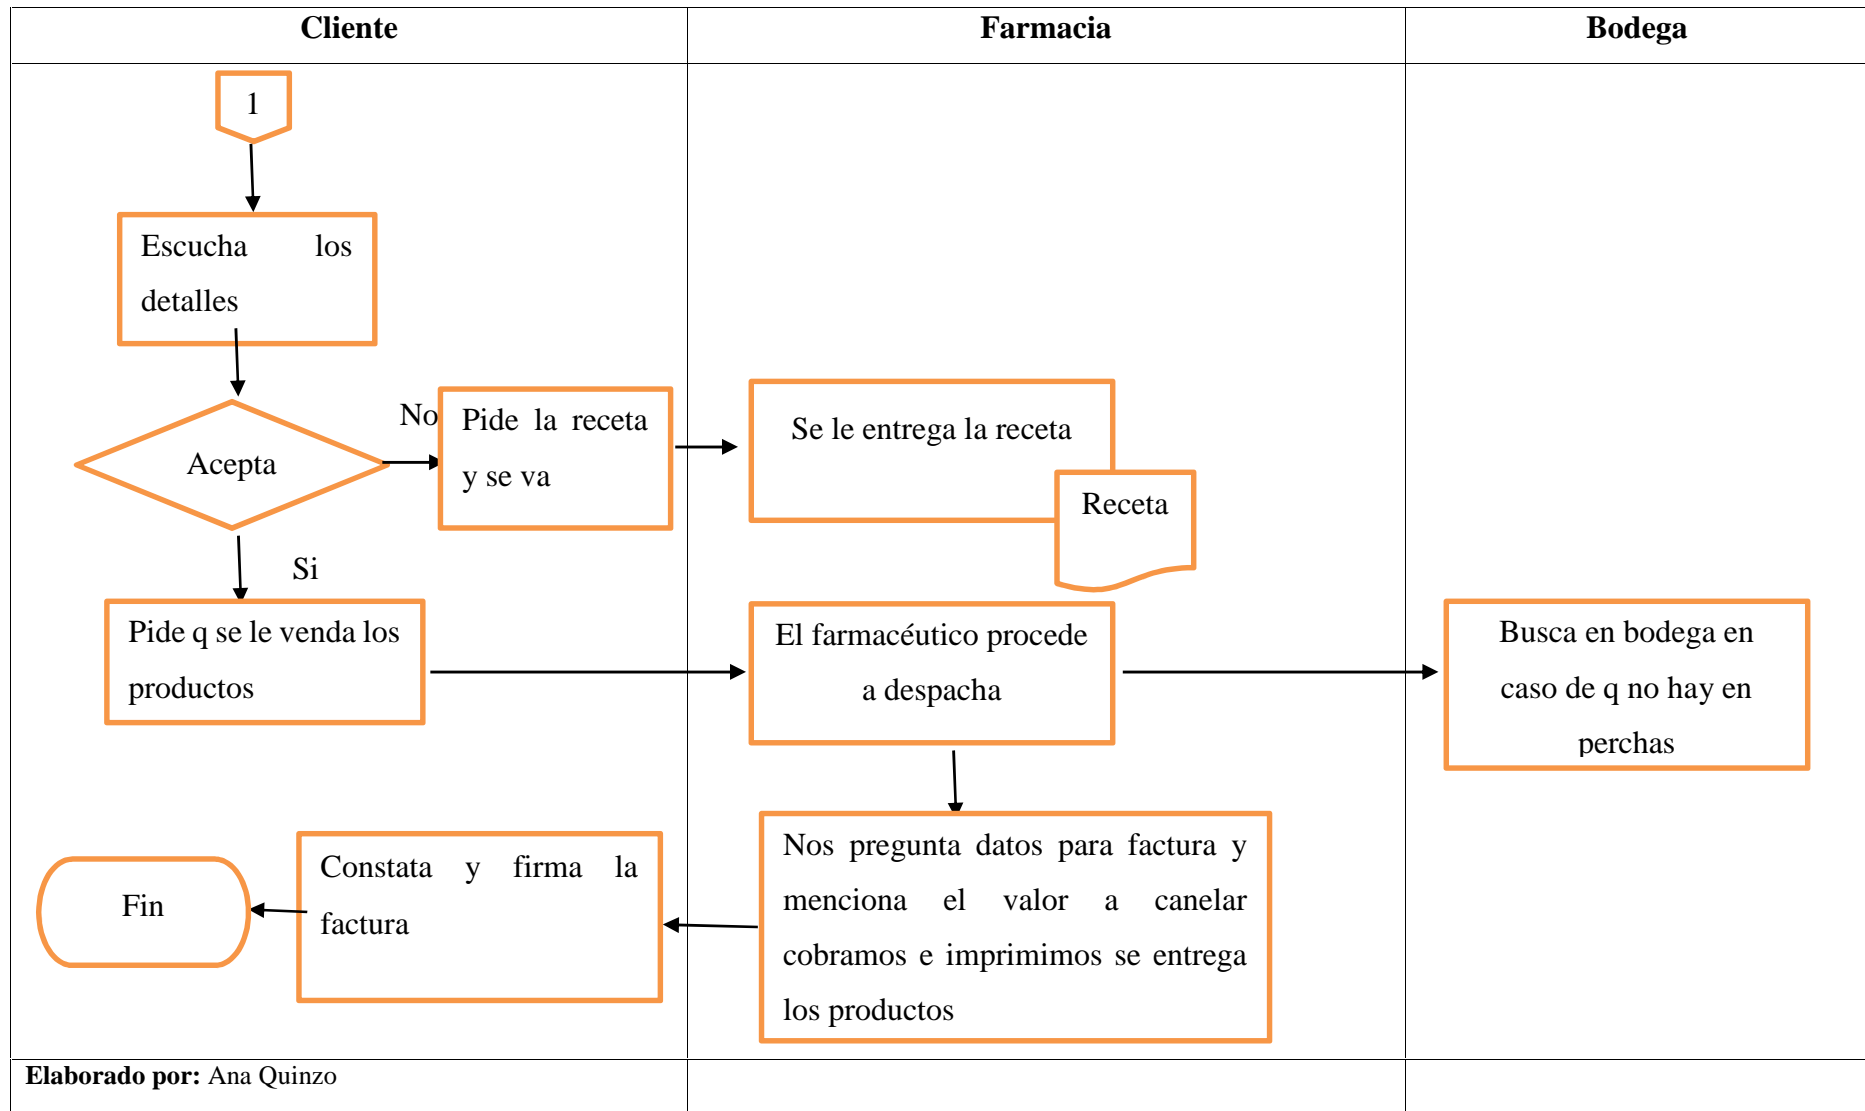 Cliente
Farmacia
Bodega
1
Escucha los
detalles
Acepta
No
Pide la receta
y se va
Se le entrega la receta
Receta
Si
Pide q se le venda los
productos
El farmacéutico procede
a despacha
Busca en bodega en
caso de q no hay en
perchas
Nos pregunta datos para factura y
menciona el valor a canelar
cobramos e imprimimos se entrega
los productos
Constata y firma la
factura
Fin
Elaborado por: Ana Quinzo